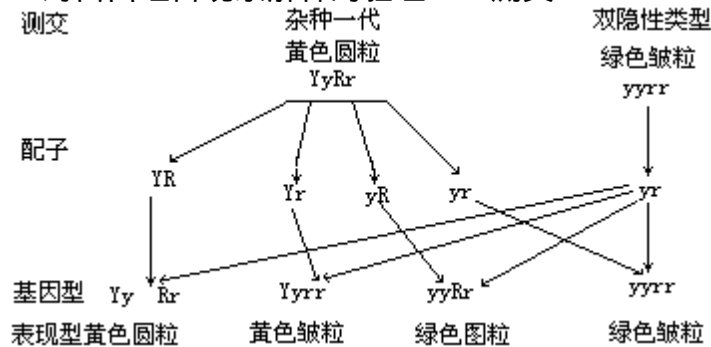 测交 杂种一代 双隐性类型
黄色圆粒 绿色皱粒
YyRr yyrr
配子
YR Yr yR yr yr
基因型 Yy Rr Yyrr yyRr yyrr
表现型黄色圆粒 黄色皱粒 绿色图粒 绿色皱粒